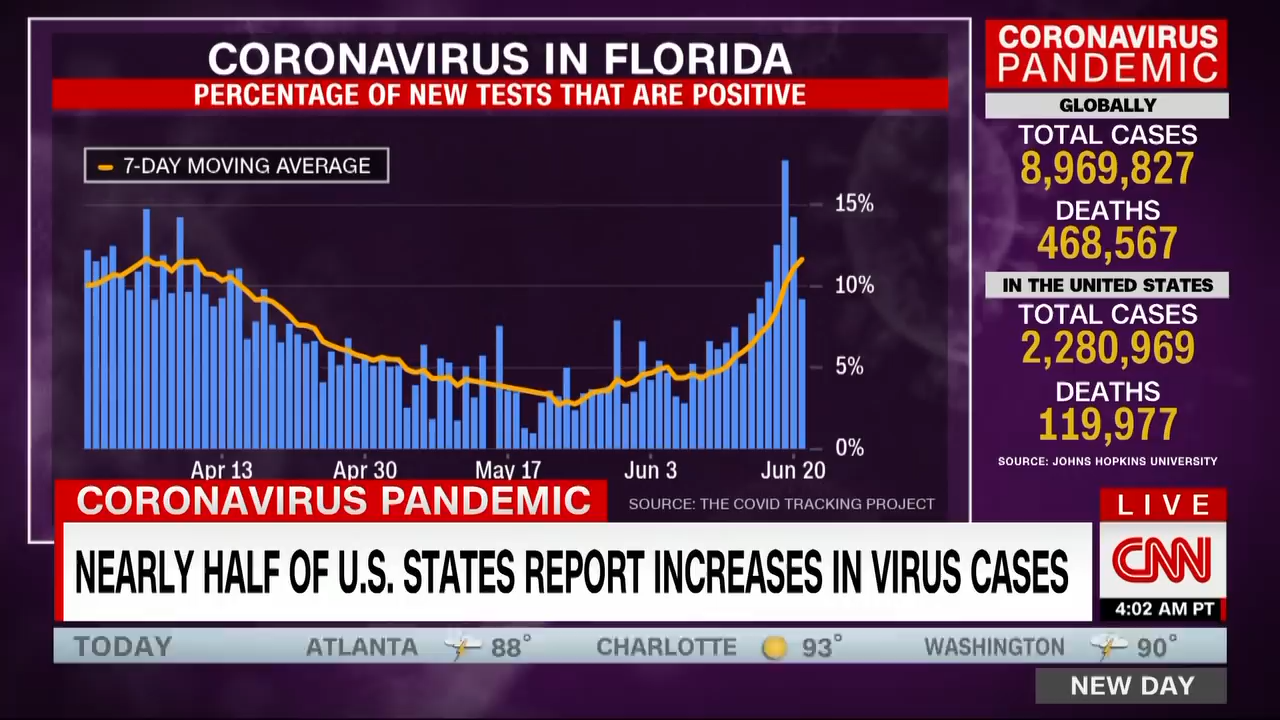 CORONAVIRUS IN FLORIDA
PERCENTAGE OF NEW TESTS THAT ARE POSITIVE
7-DAY MOVING AVERAGE
15%
10%
5%
0%
Apr 13
Apr 30
May 17
Jun 3
Jun 20
SOURCE: THE COVID TRACKING PROJECT
CORONAVIRUS
PANDEMIC
GLOBALLY
TOTAL CASES
8,969,827
DEATHS
468,567
IN THE UNITED STATES
TOTAL CASES
2,280,969
DEATHS
119,977
SOURCE: JOHNS HOPKINS UNIVERSITY
CORONAVIRUS PANDEMIC
NEARLY HALF OF U.S. STATES REPORT INCREASES IN VIRUS CASES
LIVE
CNN
4:02 AM PT
TODAY ATLANTA 88° CHARLOTTE 93° WASHINGTON 90°
NEW DAY